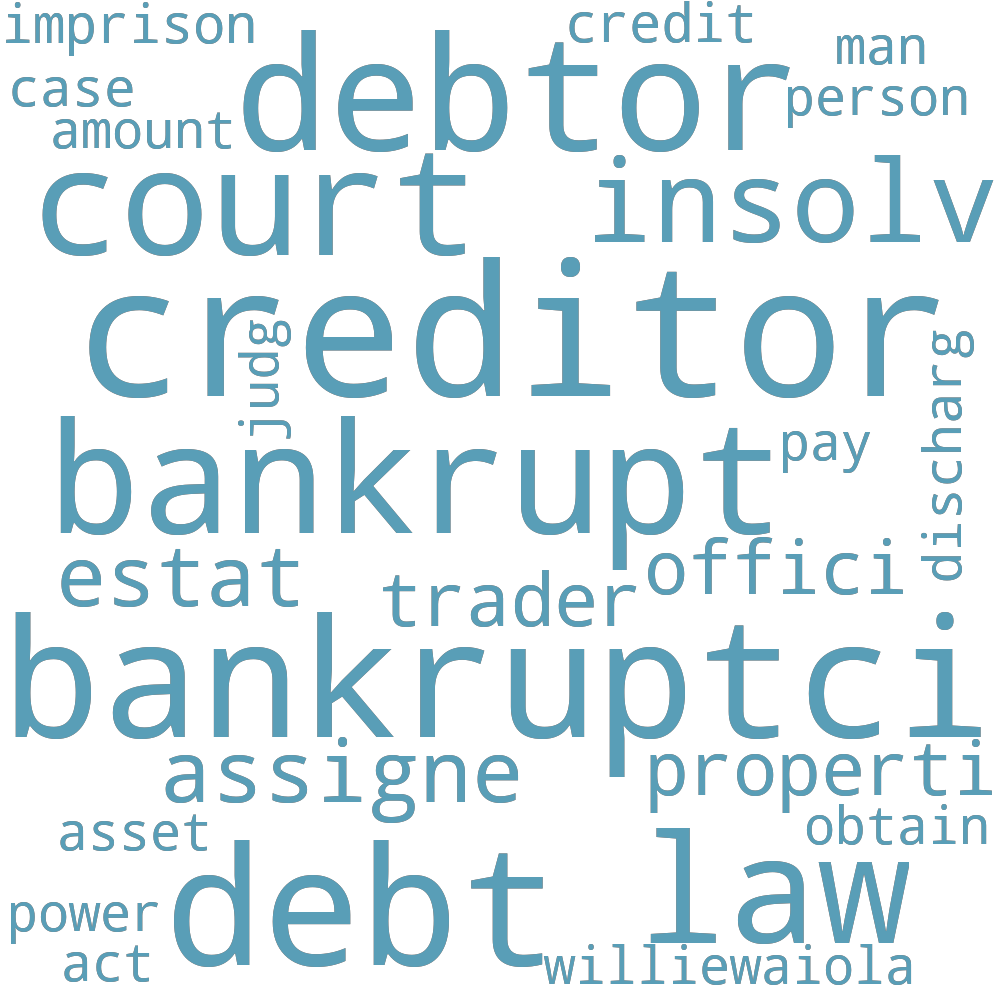 imprison
credit
man
case
debtor
person
amount
court
insolv
creditor
judg
discharg
bankrupt
pay
estat
trader
offici
bankruptci
assigne
properti
asset
obtain
debt
law
power
act
williewaiola